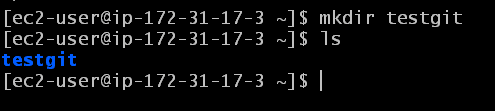 [ec2-user@ip-172-31-17-3 ~]$ mkdir testgit
[ec2-user@ip-172-31-17-3 ~]$ ls
testgit
[ec2-user@ip-172-31-17-3 ~]$